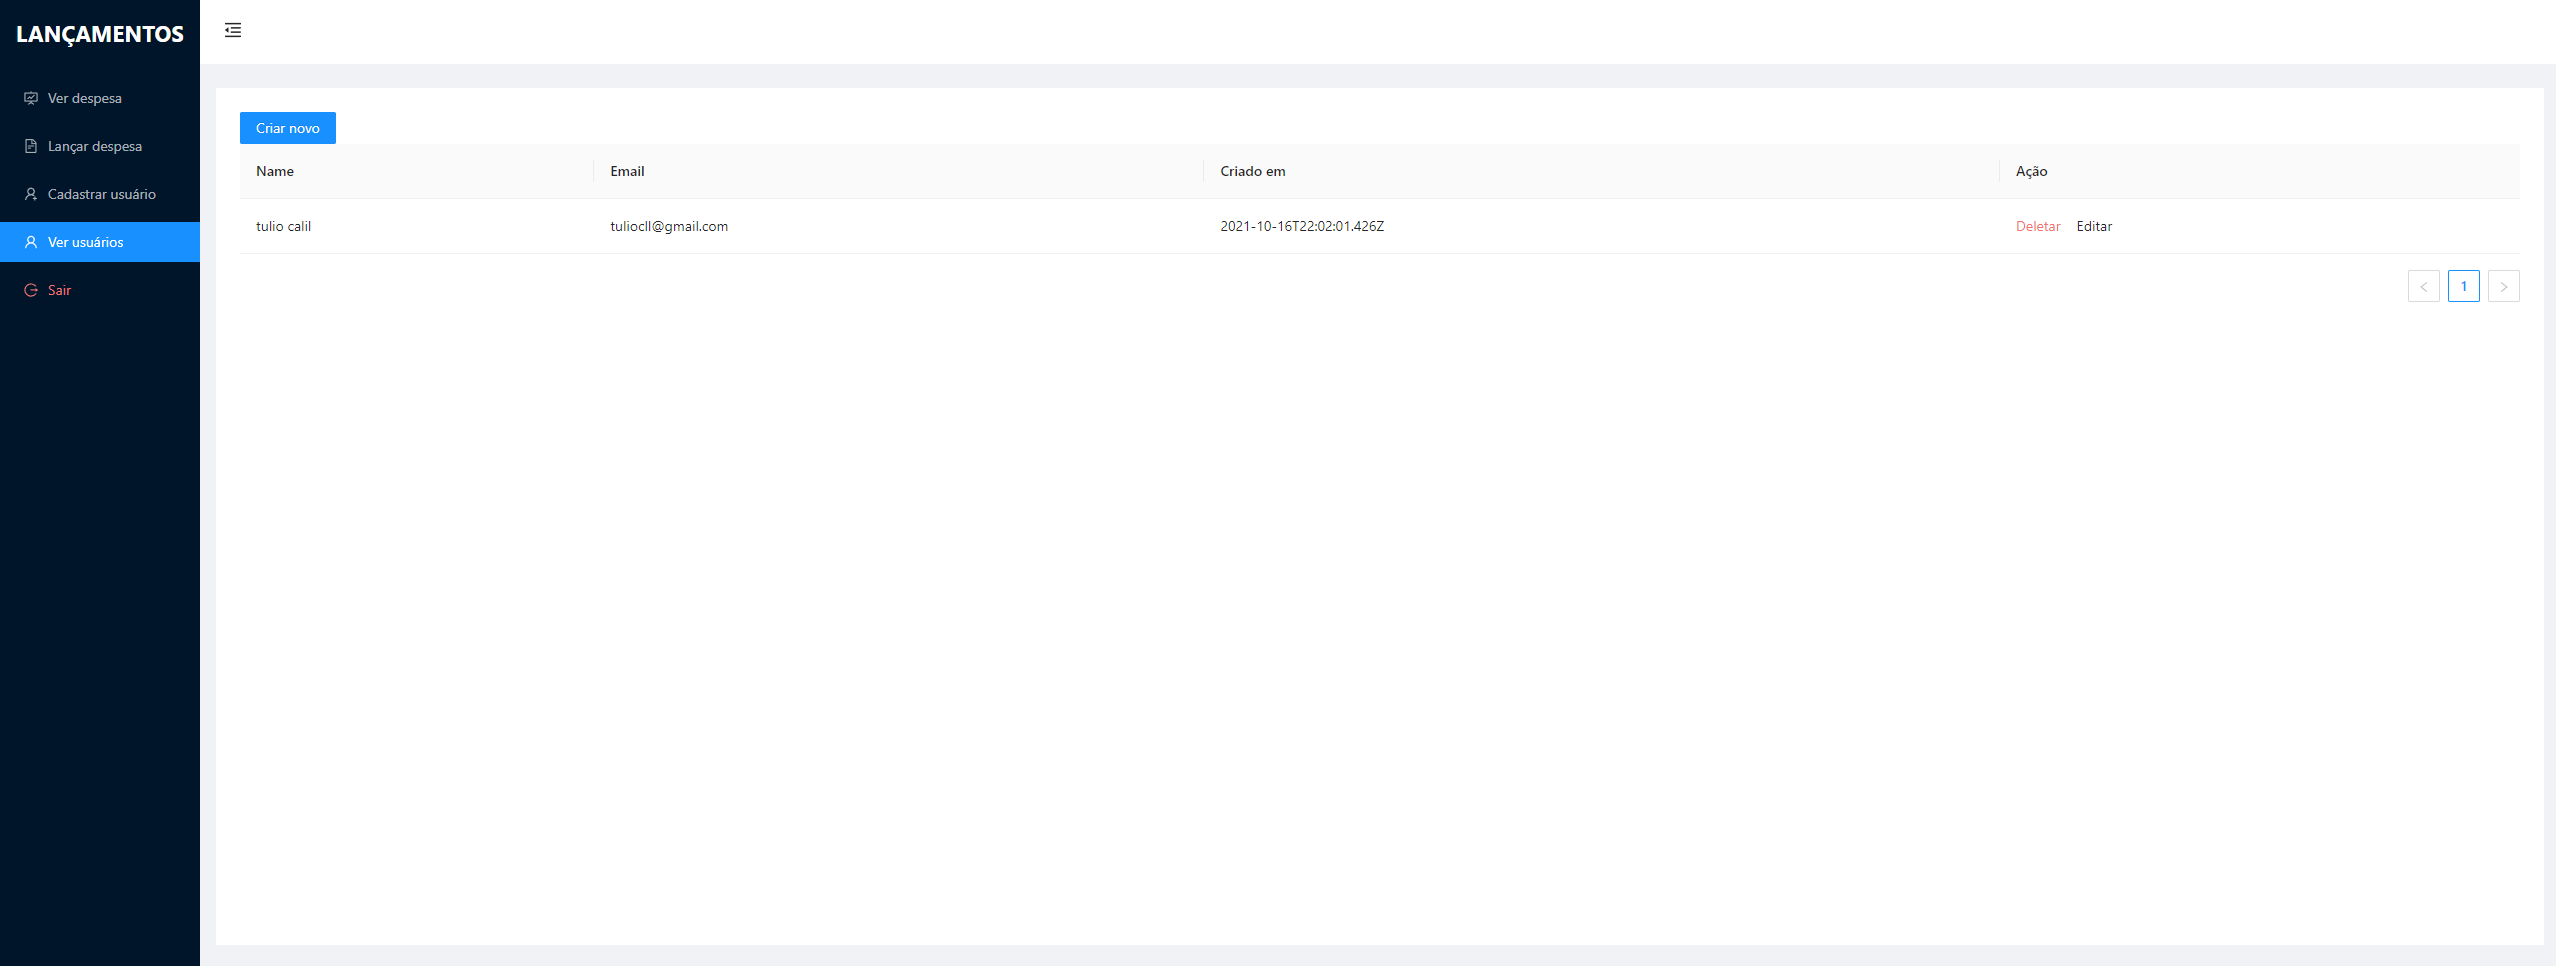 LANÇAMENTOS
Ver despesa
Lançar despesa
Cadastrar usuário
Ver usuários
Sair
Criar novo
Name Email Criado em Ação
tulio calil tuliocll@gmail.com 2021-10-16T22:02:01.426Z Deletar Editar
1